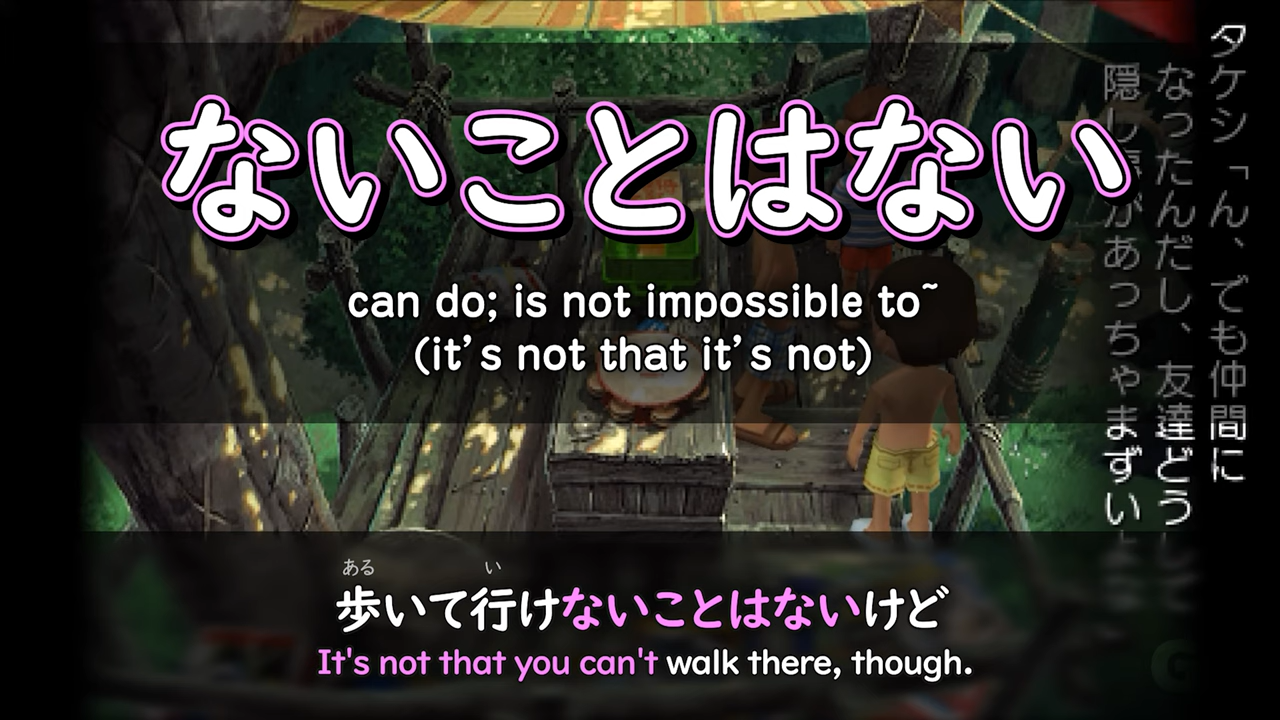 ないことはない
can do; is not impossible to~
(it's not that it's not)
タケシ「ん、でも仲間に
なったんだし、友達どうして
隠し があっちゃまずいよな
ある い
歩いて行けないことはないけど
It's not that you can't walk there, though.